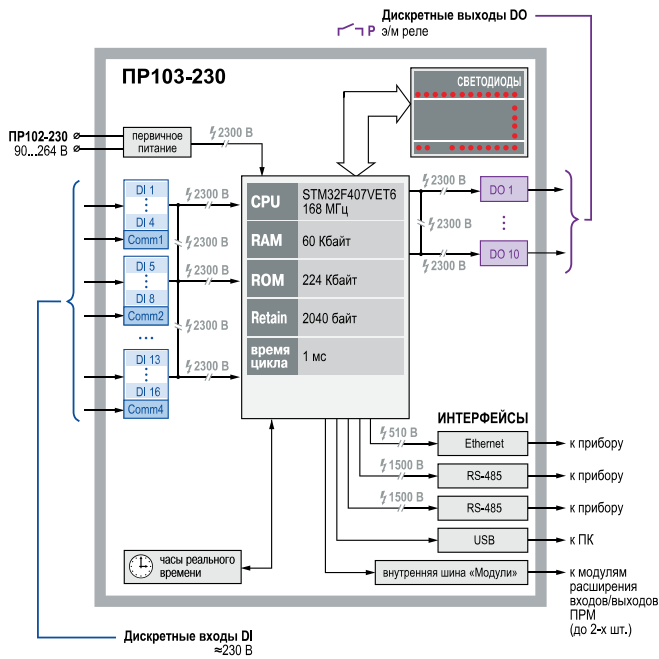 Дискретные выходы DO
Р э/м реле
ПР103-230
СВЕТОДИОДЫ
ПР102-230
90...264 В
первичное
питание
2300 В
DI 1
DI 4
Comm1
2300 В
2300 В
DI 5
DI 8
Comm2
2300 В
2300 В
...
DI 13
DI 16
Comm4
2300 В
CPU
STM32F407VET6
168 МГц
RAM
60 Кбайт
ROM
224 Кбайт
Retain
2040 байт
время
цикла
1 мс
2300 В
DO 1
2300 В
2300 В
DO 10
ИНТЕРФЕЙСЫ
510 В
Ethernet
к прибору
1500 В
RS-485
к прибору
1500 В
RS-485
к прибору
USB
к ПК
внутренняя шина «Модули»
к модулям
расширения
входов/выходов
ПРМ
(до 2-х шт.)
часы реального
времени
Дискретные входы DI
≈230 В